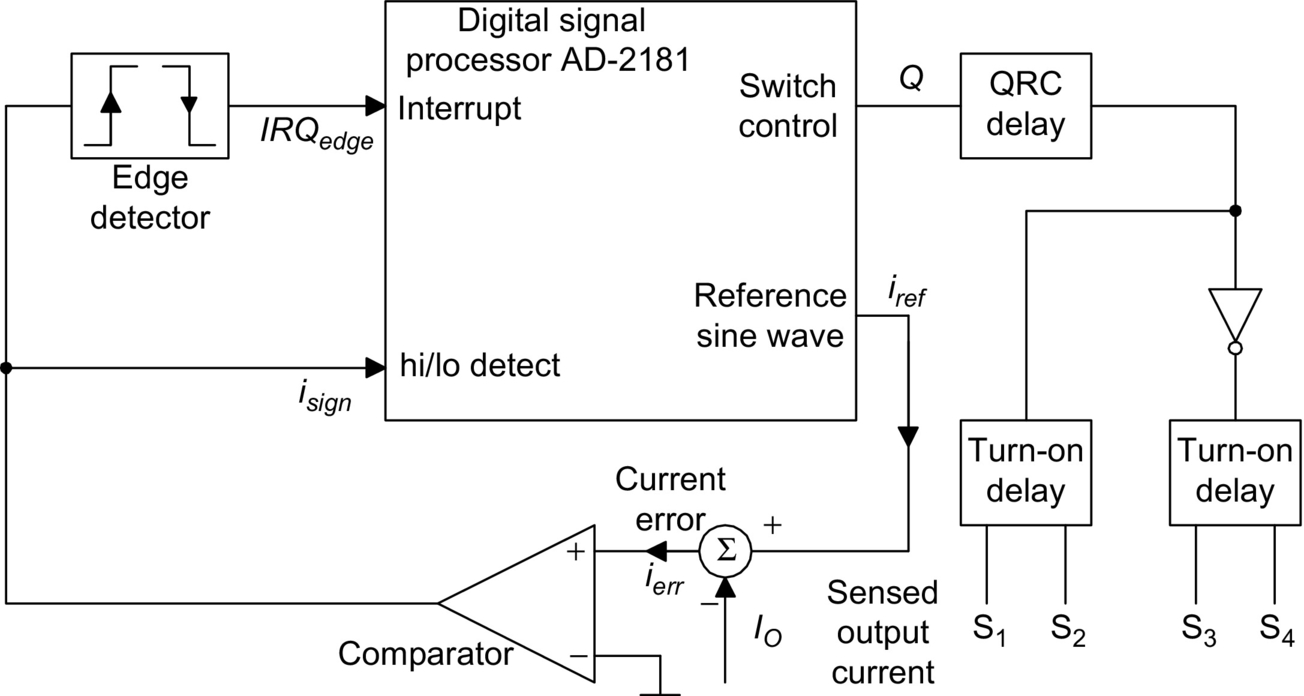 Digital signal
processor AD-2181
Interrupt
IRQedge
Edge
detector
Switch
control
Q
QRC
delay
Reference
sine wave
iref
hi/lo detect
isign
Turn-on
delay
Turn-on
delay
Current
error
+
Σ
+
ierr
−
IO
Sensed
output
current
Comparator
−
S1
S2
S3
S4